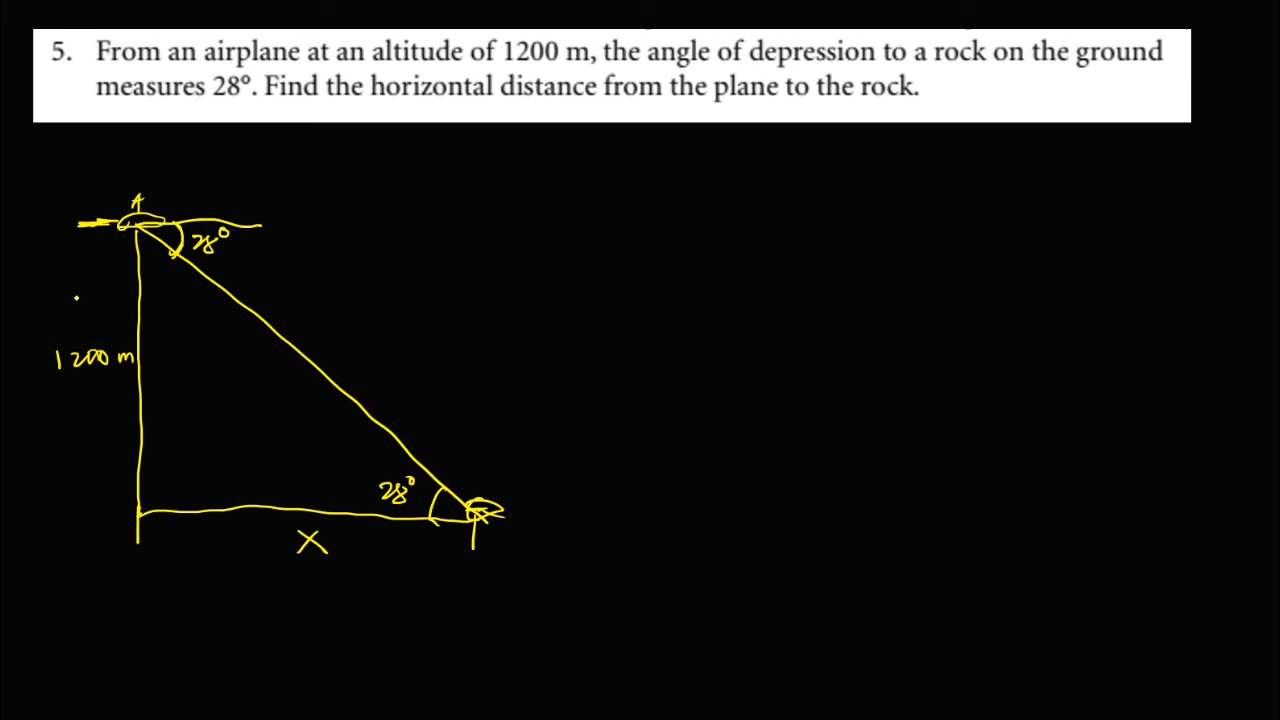 5. From an airplane at an altitude of 1200 m, the angle of depression to a rock on the ground
measures 28°. Find the horizontal distance from the plane to the rock.
A
28°
1200 m
28°
X